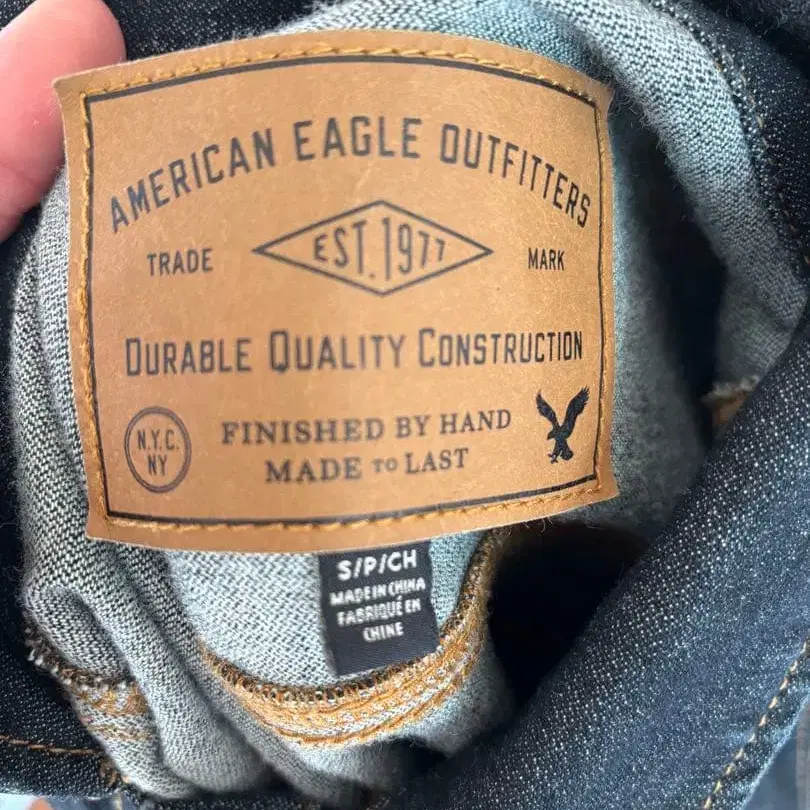 AMERICAN EAGLE OUTFITTERS
TRADE EST. 1977 MARK
DURABLE QUALITY CONSTRUCTION
N.Y.C.
NY
FINISHED BY HAND
MADE TO LAST
S/P/CH
MADE IN CHINA
FABRIQUÉ EN
CHINE